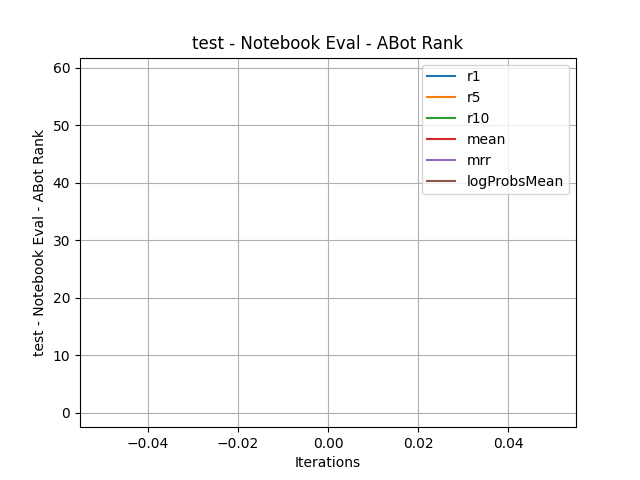 test - Notebook Eval - ABot Rank
r1
r5
r10
mean
mrr
logProbsMean
test - Notebook Eval - ABot Rank
60
50
40
30
20
10
0
−0.04 −0.02 0.00 0.02 0.04
Iterations